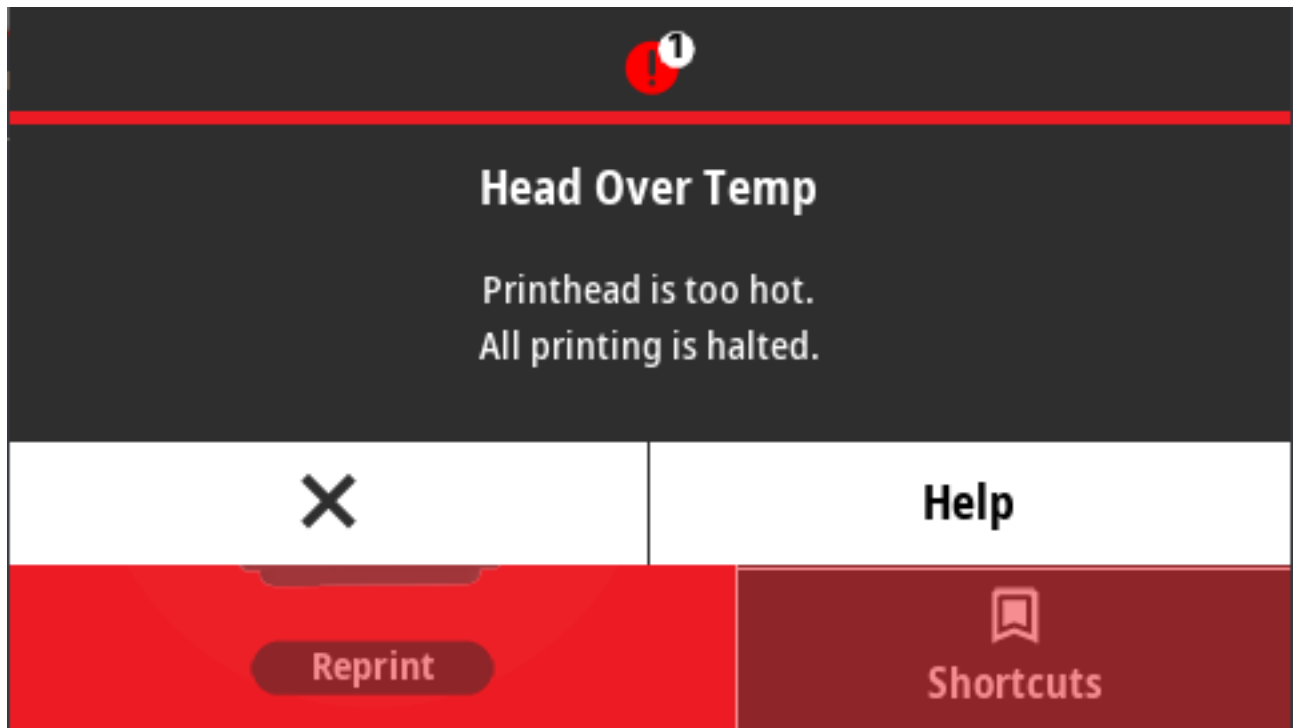 1
Head Over Temp
Printhead is too hot.
All printing is halted.
Help
Reprint
Shortcuts